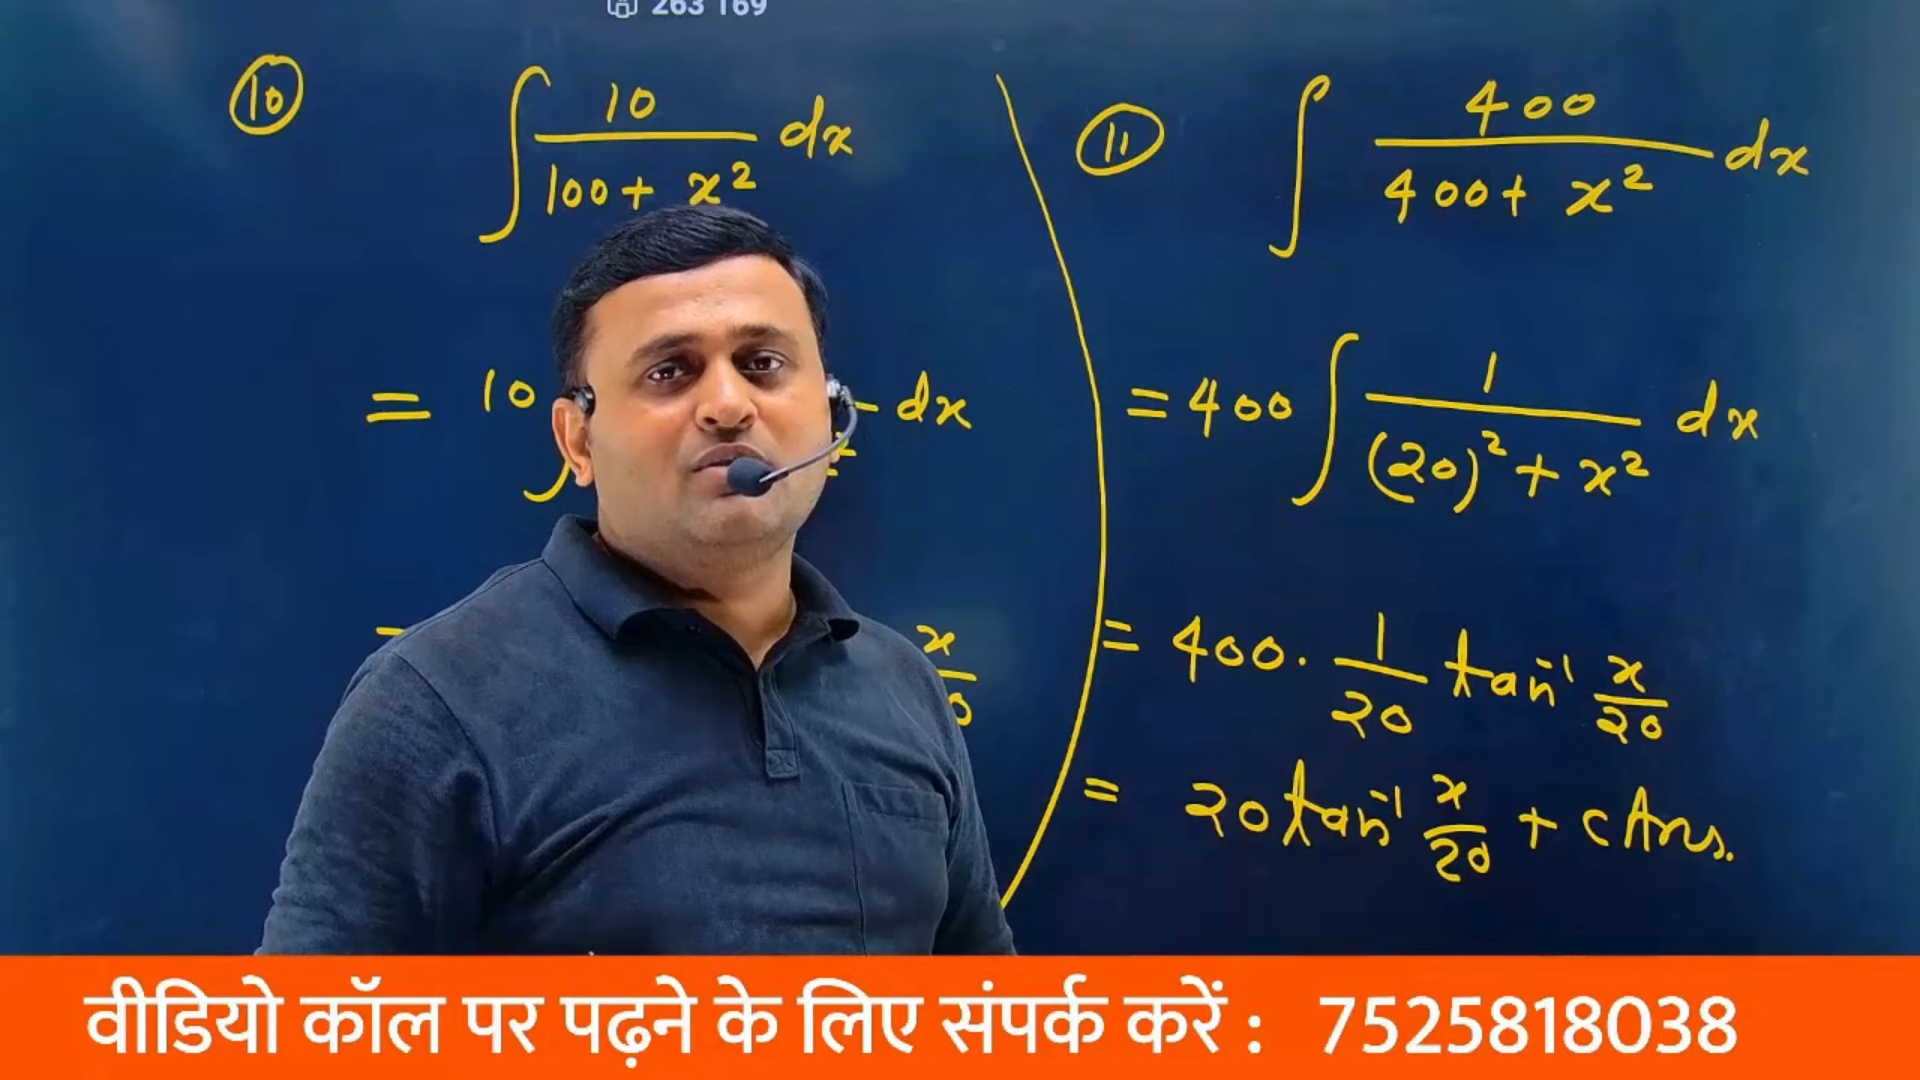 263 169
⑩ ∫ 10/(100 + x²) dx
= 10 ∫ dx
= x
⑪ ∫ 400/(400 + x²) dx
= 400 ∫ 1/((20)² + x²) dx
= 400 . 1/20 tan⁻¹ x/20
= 20 tan⁻¹ x/20 + c Ans.
वीडियो कॉल पर पढ़ने के लिए संपर्क करें : 7525818038